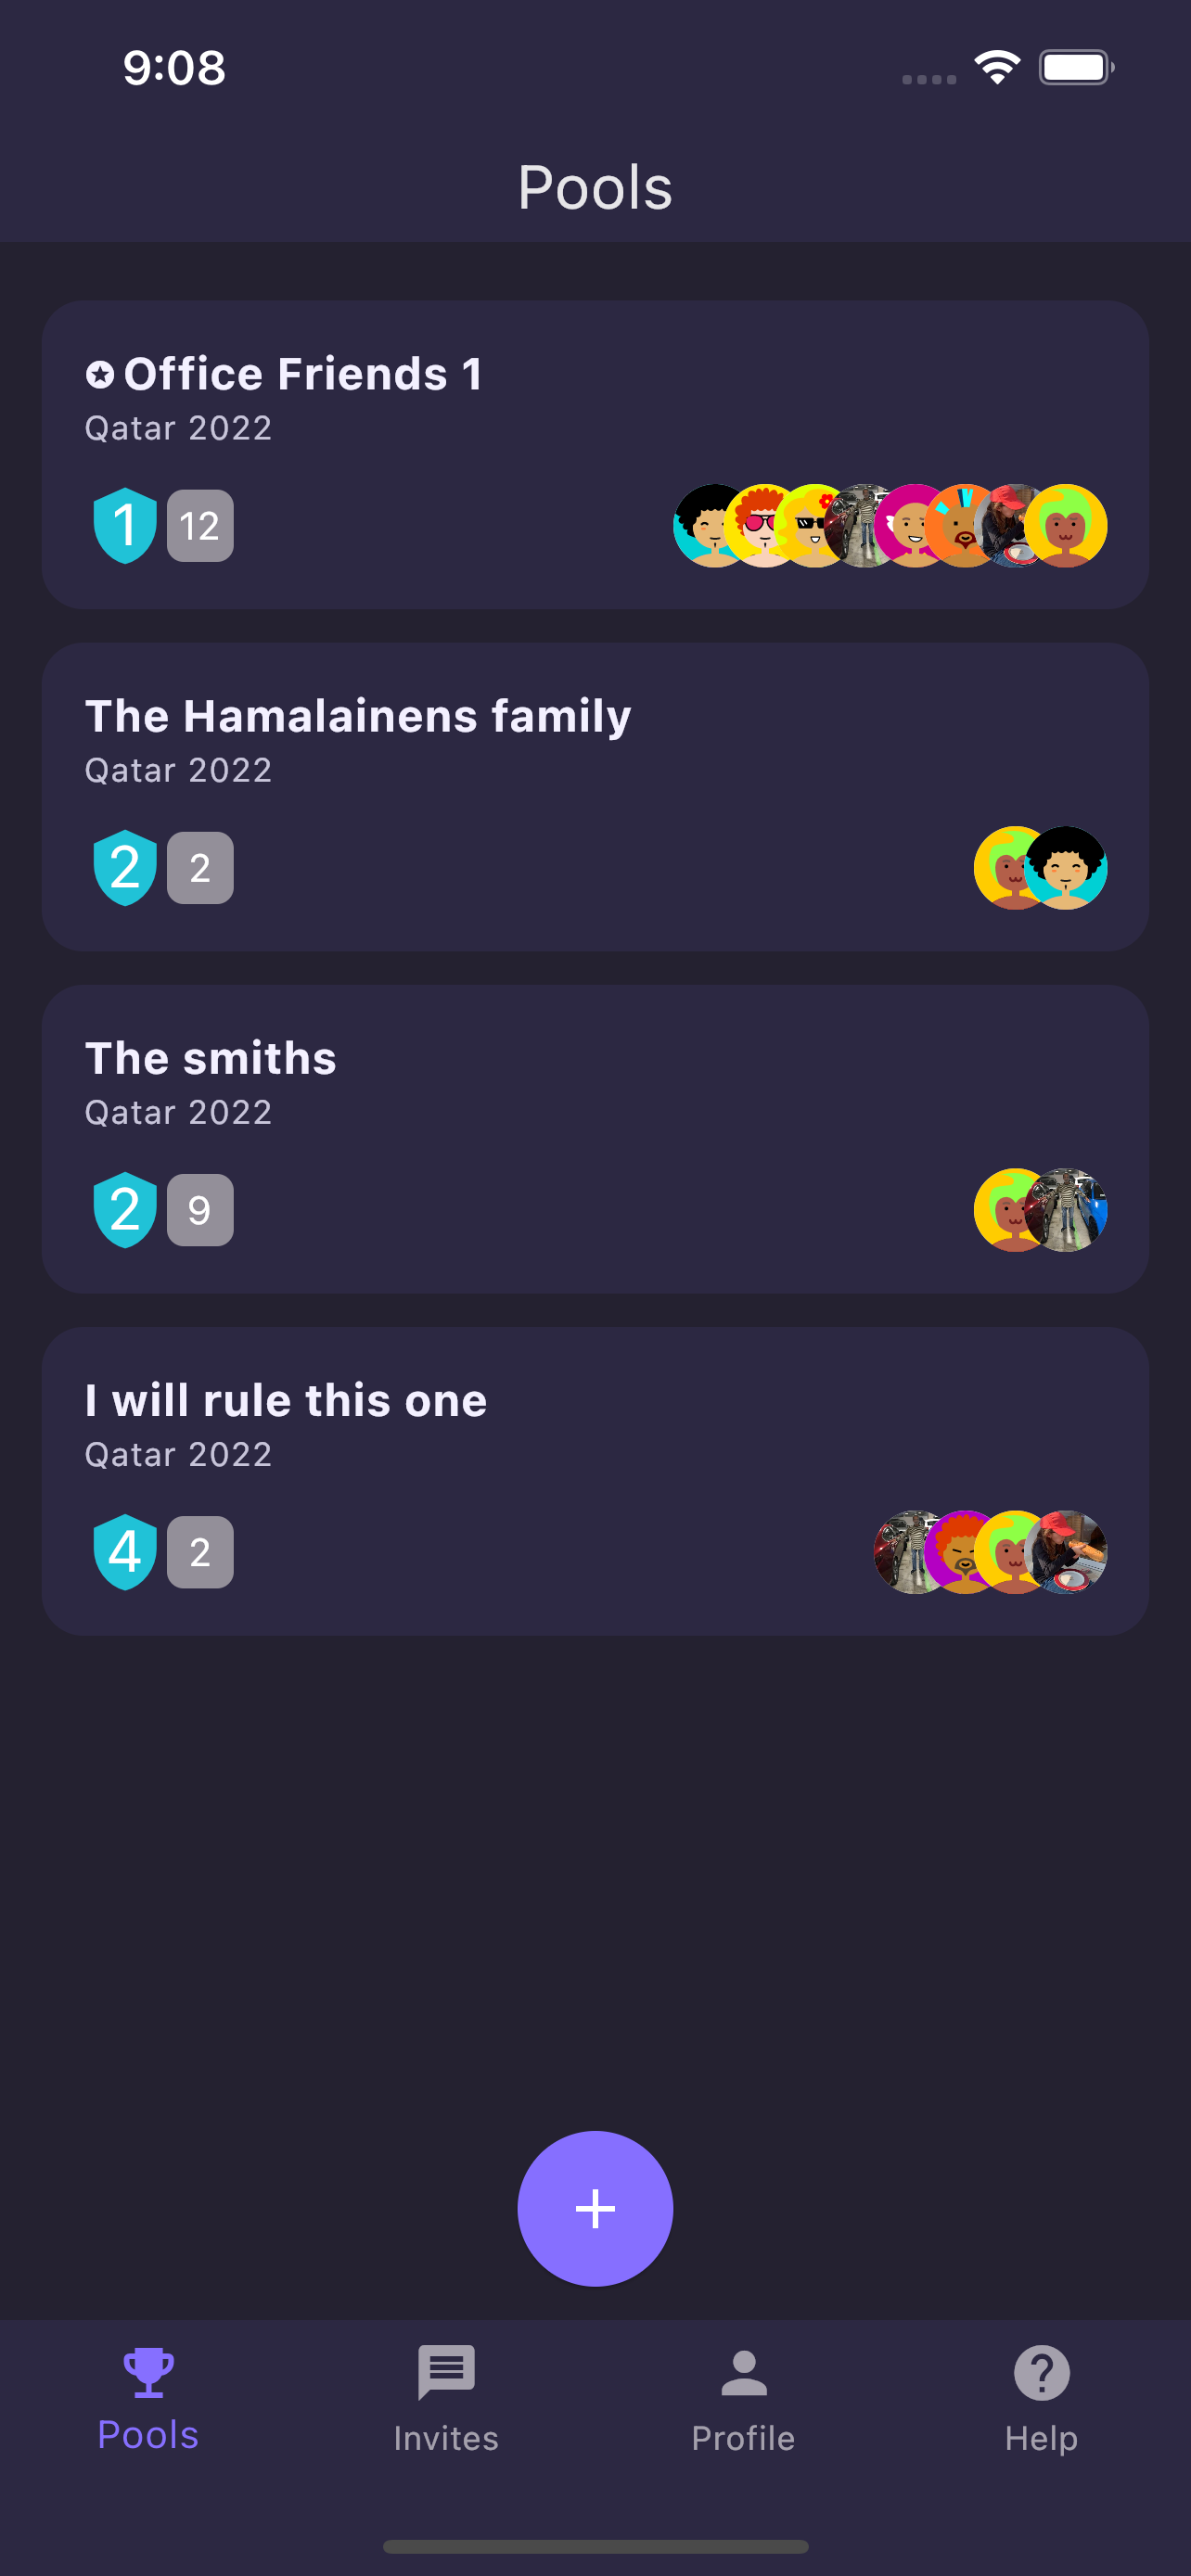 9:08
Pools
Office Friends 1
Qatar 2022
1 12
The Hamalainens family
Qatar 2022
2 2
The smiths
Qatar 2022
2 9
I will rule this one
Qatar 2022
4 2
+
Pools Invites Profile Help